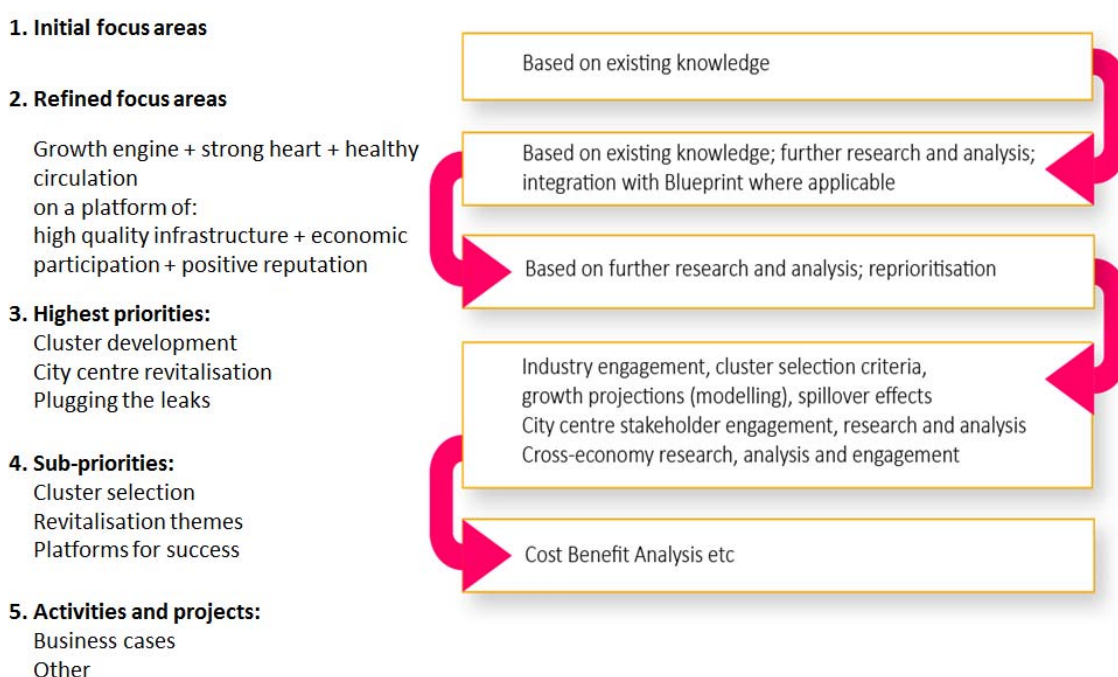 1. Initial focus areas
2. Refined focus areas
Growth engine + strong heart + healthy
circulation
on a platform of:
high quality infrastructure + economic
participation + positive reputation
3. Highest priorities:
Cluster development
City centre revitalisation
Plugging the leaks
4. Sub-priorities:
Cluster selection
Revitalisation themes
Platforms for success
5. Activities and projects:
Business cases
Other
Based on existing knowledge
Based on existing knowledge; further research and analysis;
integration with Blueprint where applicable
Based on further research and analysis; reprioritisation
Industry engagement, cluster selection criteria,
growth projections (modelling), spillover effects
City centre stakeholder engagement, research and analysis
Cross-economy research, analysis and engagement
Cost Benefit Analysis etc